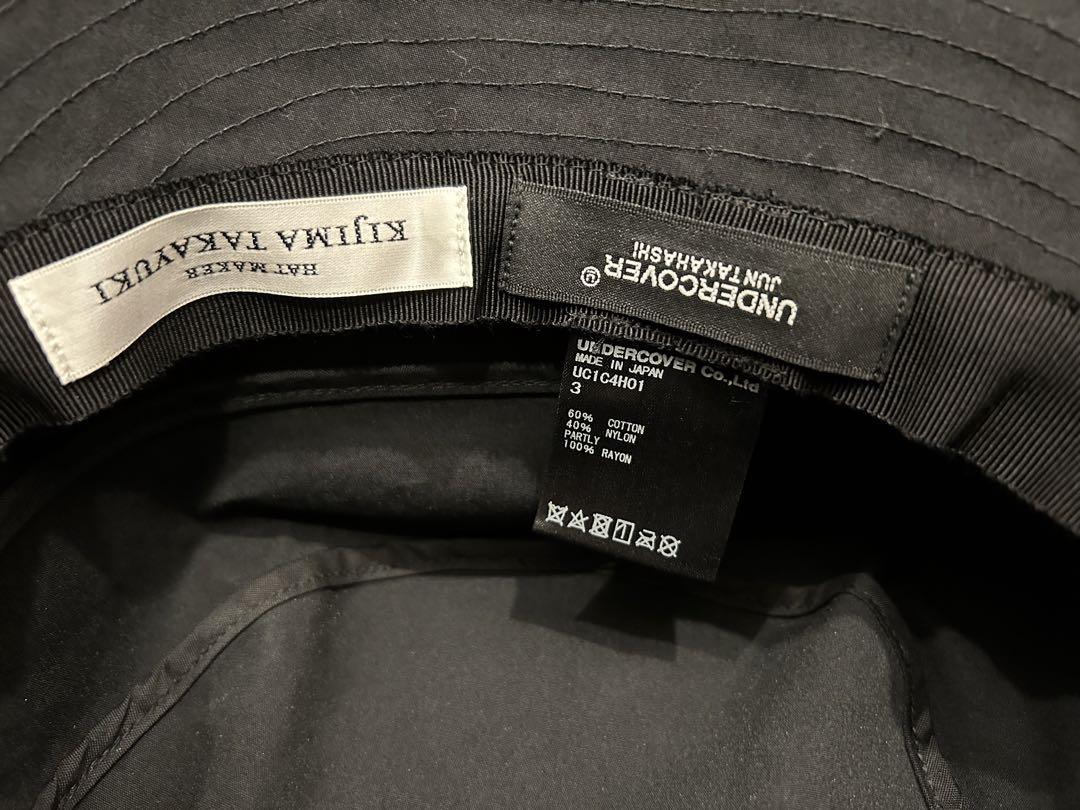 HAT MAKER
KIJIMA TAKAYUKI
UNDERCOVER
JUN TAKAHASHI
UNDERCOVER Co.,Ltd
MADE IN JAPAN
UC1C4H01
3
60% COTTON
40% NYLON
PARTLY
100% RAYON